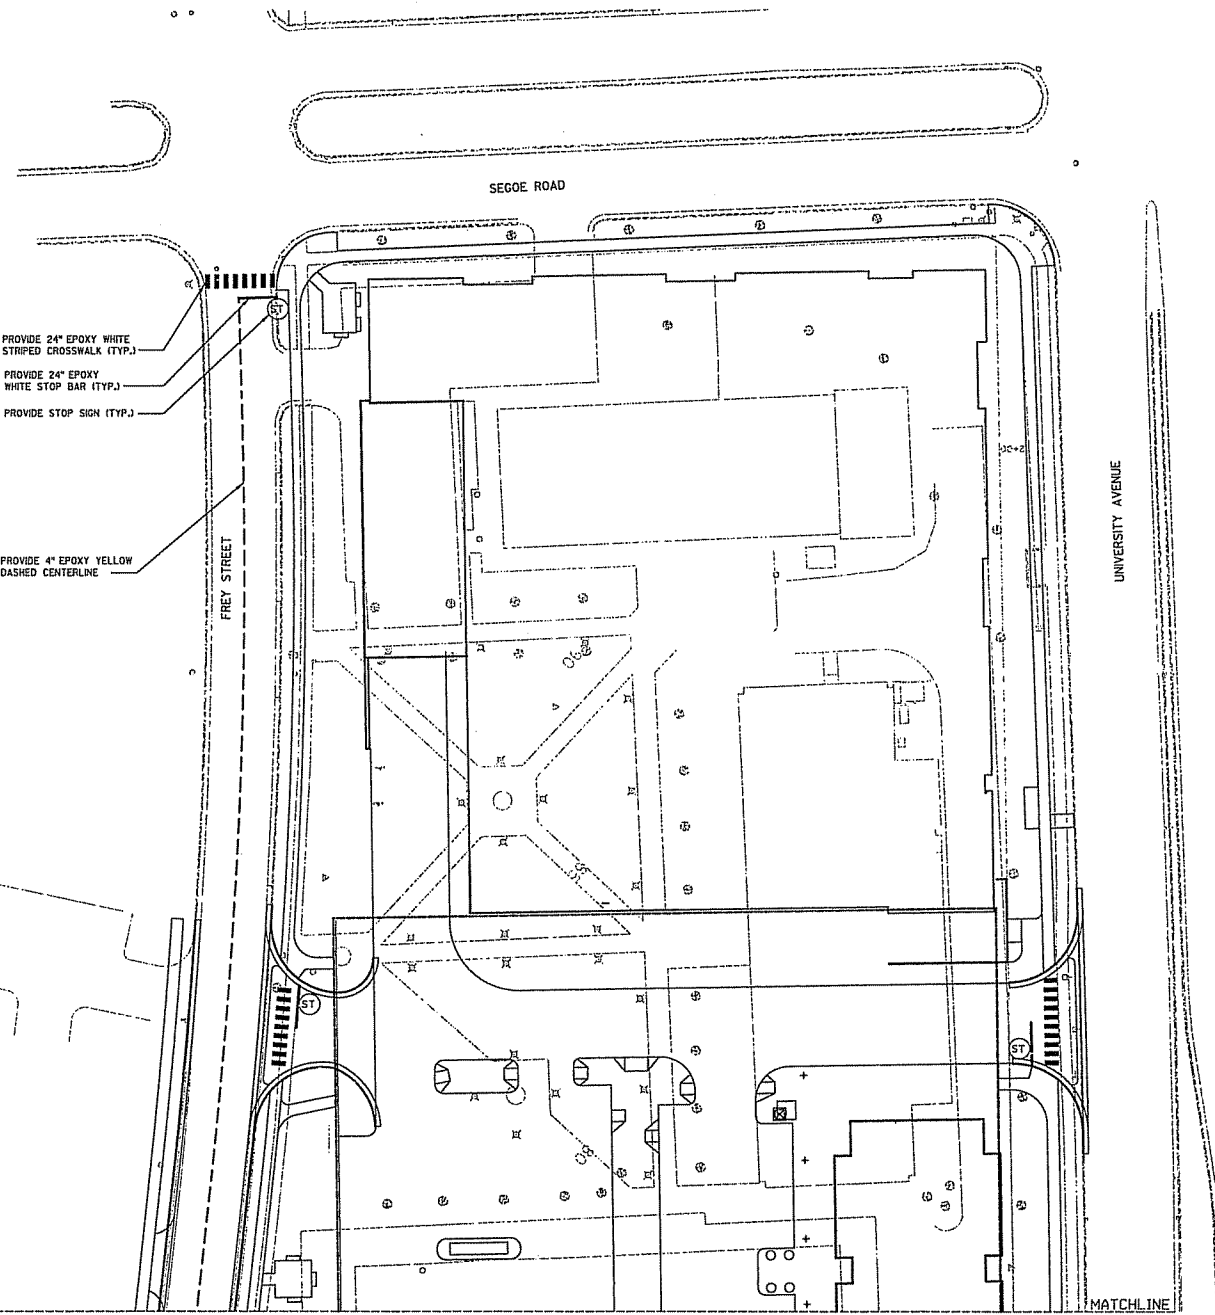 SEGOE ROAD
ST
PROVIDE 24" EPOXY WHITE
STRIPED CROSSWALK (TYP.)
PROVIDE 24" EPOXY
WHITE STOP BAR (TYP.)
PROVIDE STOP SIGN (TYP.)
UNIVERSITY AVENUE
FREY STREET
PROVIDE 4" EPOXY YELLOW
DASHED CENTERLINE
ST
ST
MATCHLINE